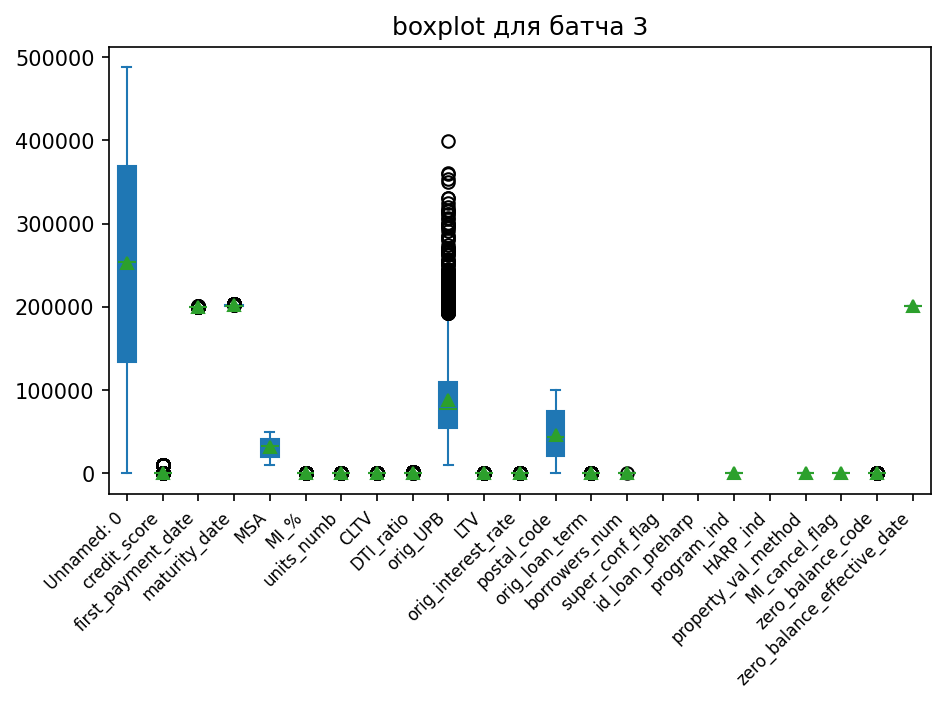 boxplot для батча 3
500000
400000
300000
200000
100000
0
Unnamed: 0
credit_score
first_payment_date
maturity_date
MSA
MI_%
units_numb
CLTV
DTI_ratio
orig_UPB
LTV
orig_interest_rate
postal_code
orig_loan_term
borrowers_num
super_conf_flag
id_loan_preharp
program_ind
HARP_ind
property_val_method
MI_cancel_flag
zero_balance_code
zero_balance_effective_date